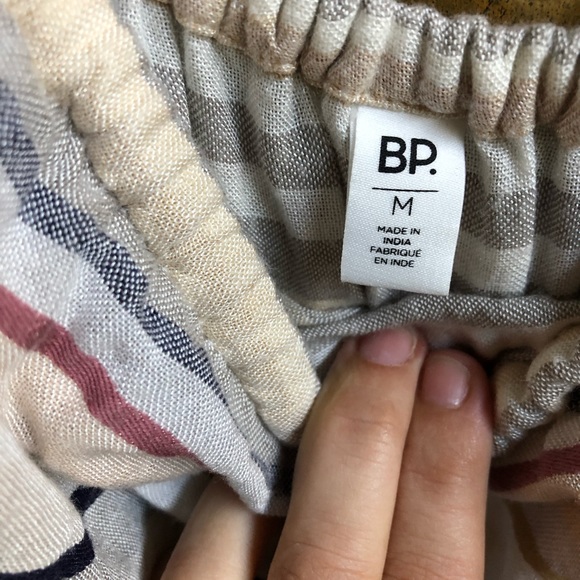 BP.
M
MADE IN
INDIA
FABRIQUÉ
EN INDE